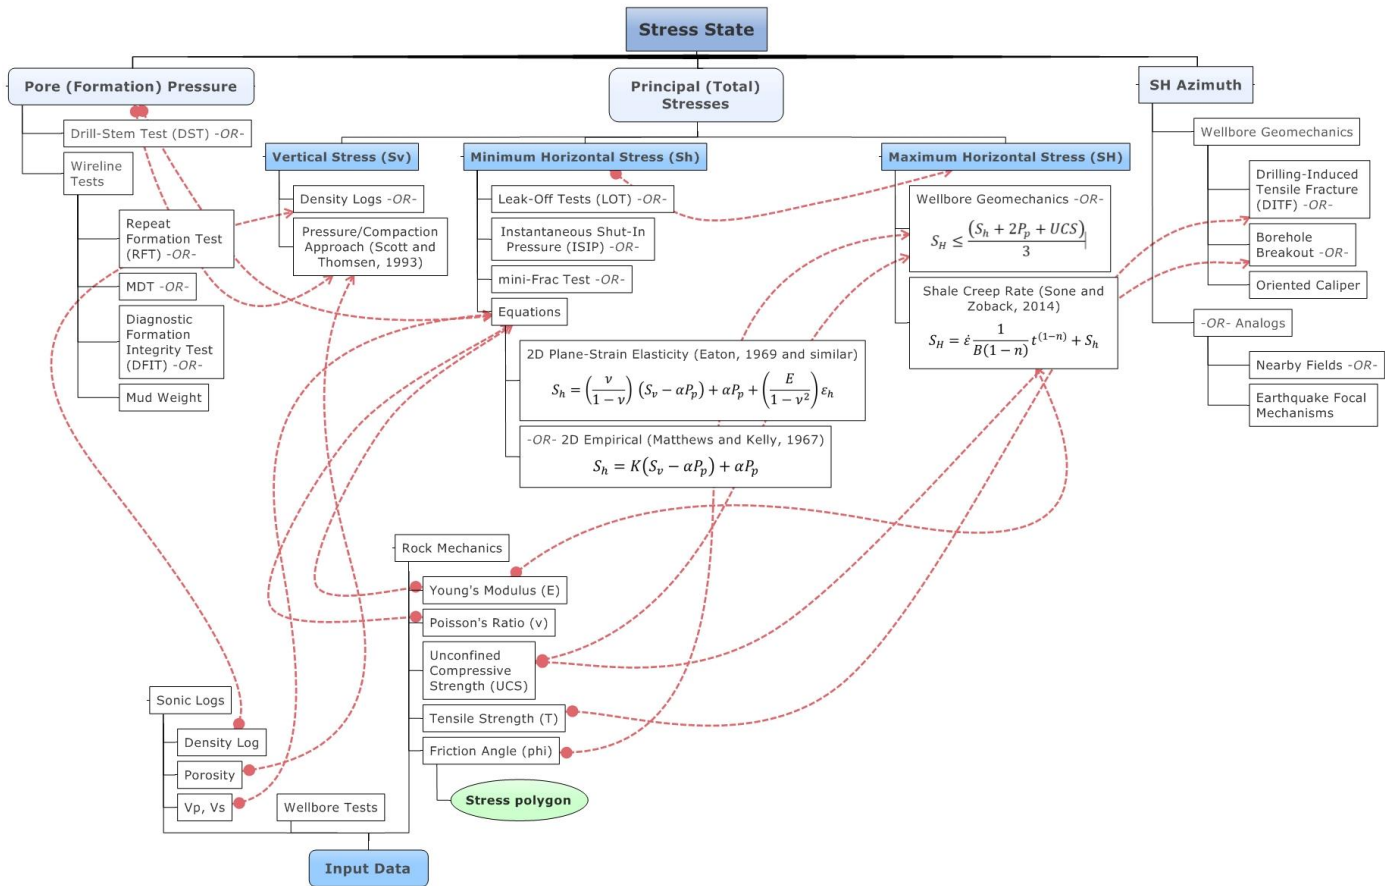 Stress State
Pore (Formation) Pressure
Drill-Stem Test (DST) -OR-
Wireline
Tests
Repeat
Formation Test
(RFT) -OR-
MDT -OR-
Diagnostic
Formation
Integrity Test
(DFIT) -OR-
Mud Weight
Principal (Total)
Stresses
Vertical Stress (Sv)
Density Logs -OR-
Pressure/Compaction
Approach (Scott and
Thomsen, 1993)
Minimum Horizontal Stress (Sh)
Leak-Off Tests (LOT) -OR-
Instantaneous Shut-In
Pressure (ISIP) -OR-
mini-Frac Test -OR-
Equations
2D Plane-Strain Elasticity (Eaton, 1969 and similar)
S_h = (ν / (1 − ν)) (S_v − αP_p) + αP_p + (E / (1 − ν²)) ε_h
-OR- 2D Empirical (Matthews and Kelly, 1967)
S_h = K(S_v − αP_p) + αP_p
Maximum Horizontal Stress (SH)
Wellbore Geomechanics -OR-
S_H ≤ (S_h + 2P_p + UCS) / 3
Shale Creep Rate (Sone and
Zoback, 2014)
S_H = ε̇ (1 / B(1 − n)) t^(1−n) + S_h
SH Azimuth
Wellbore Geomechanics
Drilling-Induced
Tensile Fracture
(DITF) -OR-
Borehole
Breakout -OR-
Oriented Caliper
-OR- Analogs
Nearby Fields -OR-
Earthquake Focal
Mechanisms
Rock Mechanics
Young's Modulus (E)
Poisson's Ratio (v)
Unconfined
Compressive
Strength (UCS)
Tensile Strength (T)
Friction Angle (phi)
Stress polygon
Sonic Logs
Density Log
Porosity
Vp, Vs
Wellbore Tests
Input Data